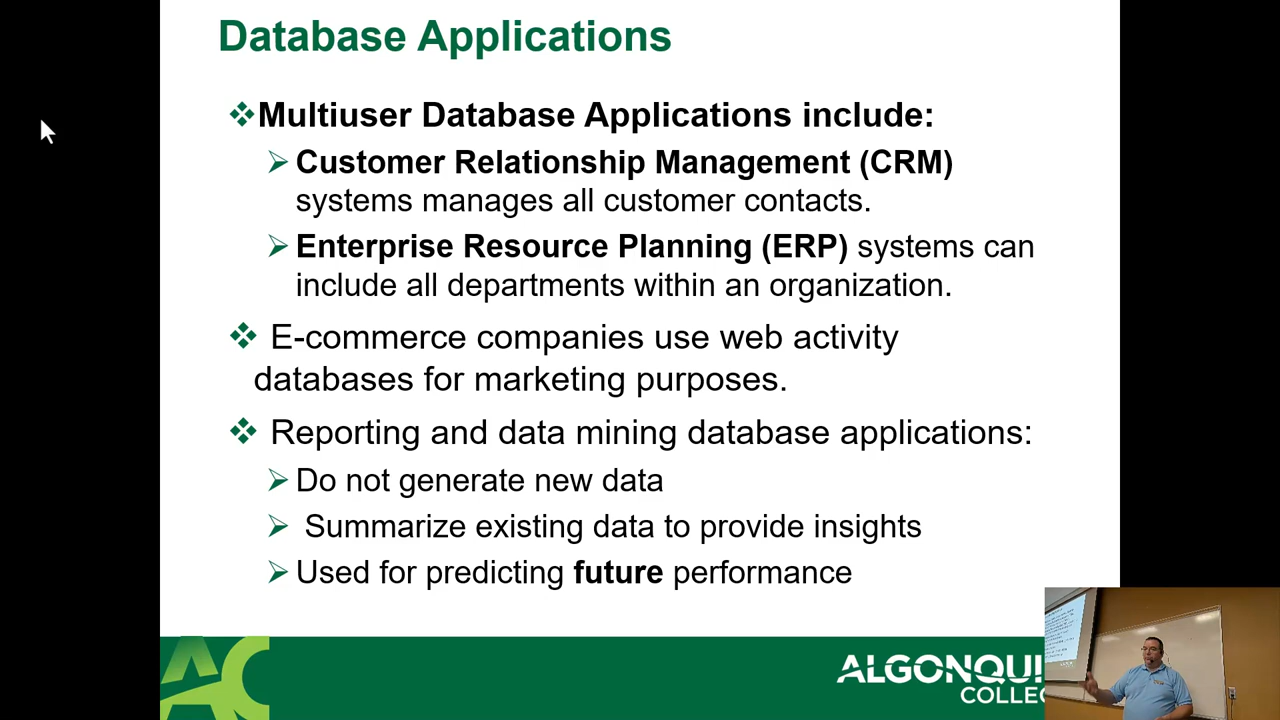 Database Applications
Multiuser Database Applications include:
Customer Relationship Management (CRM)
systems manages all customer contacts.
Enterprise Resource Planning (ERP) systems can
include all departments within an organization.
E-commerce companies use web activity
databases for marketing purposes.
Reporting and data mining database applications:
Do not generate new data
Summarize existing data to provide insights
Used for predicting future performance
AC